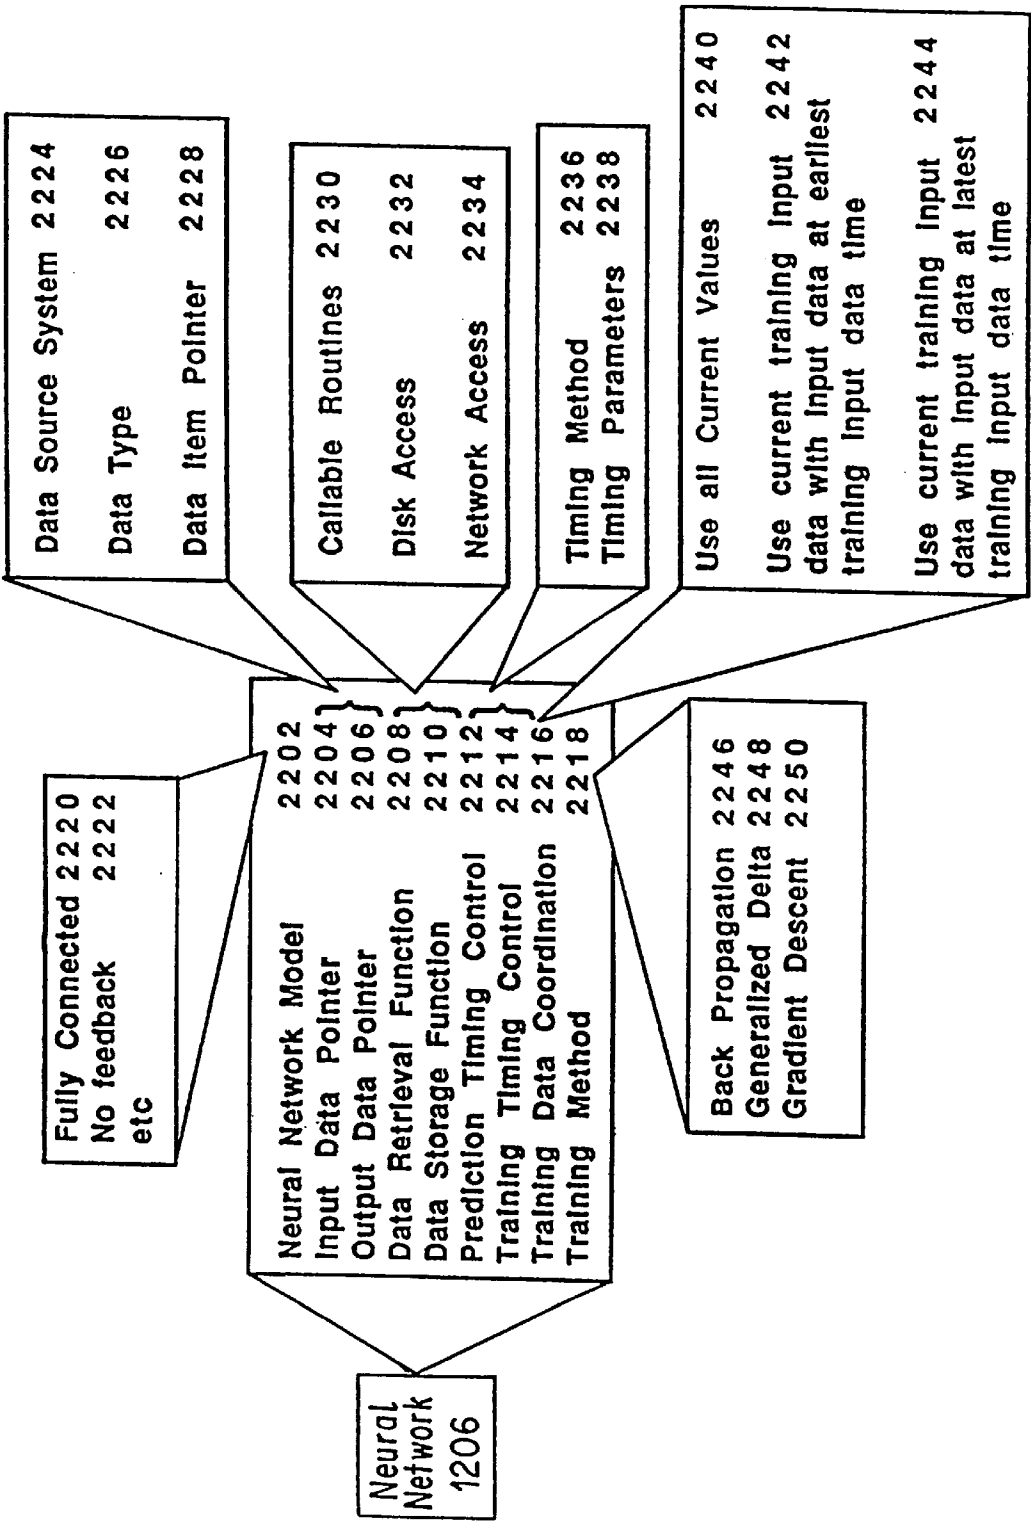 Neural
Network
1206
Fully Connected 2220
No feedback 2222
etc
Neural Network Model 2202
Input Data Pointer 2204
Output Data Pointer 2206
Data Retrieval Function 2208
Data Storage Function 2210
Prediction Timing Control 2212
Training Timing Control 2214
Training Data Coordination 2216
Training Method 2218
Back Propagation 2246
Generalized Delta 2248
Gradient Descent 2250
Data Source System 2224
Data Type 2226
Data Item Pointer 2228
Callable Routines 2230
Disk Access 2232
Network Access 2234
Timing Method 2236
Timing Parameters 2238
Use all Current Values 2240
Use current training input 2242
data with input data at earliest
training input data time
Use current training input 2244
data with input data at latest
training input data time